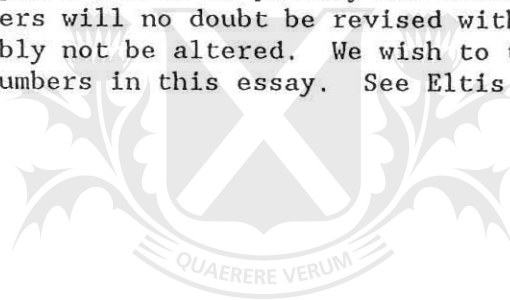 ers will no doubt be revised with
bly not be altered. We wish to t
umbers in this essay. See Eltis
QUAERERE VERUM